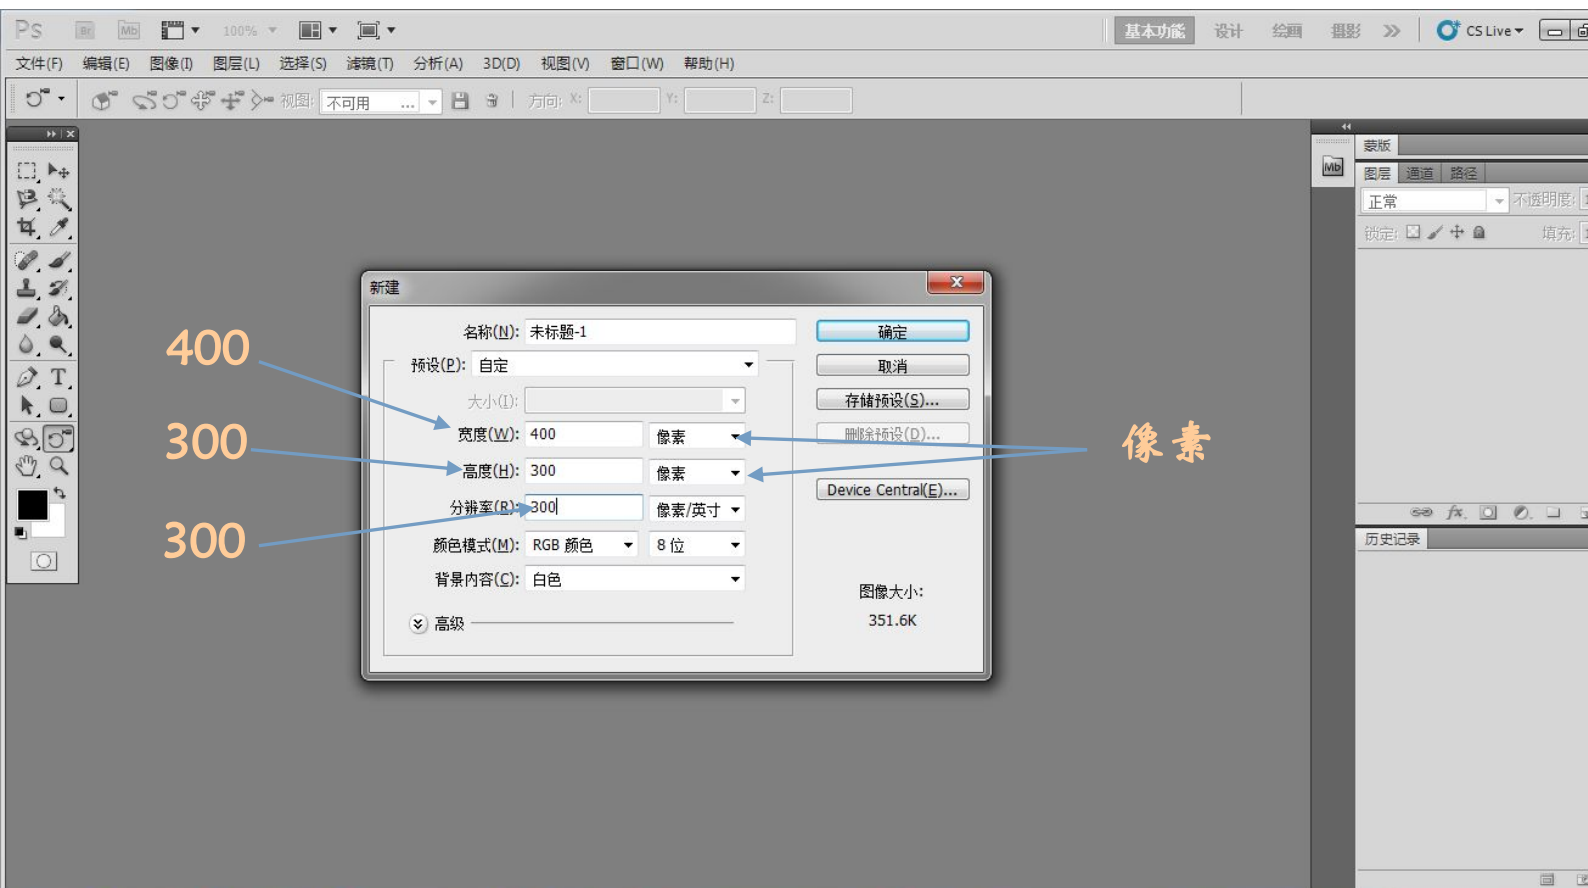 Ps Br Mb 100% 基本功能 设计 绘画 摄影 CS Live
文件(F) 编辑(E) 图像(I) 图层(L) 选择(S) 滤镜(T) 分析(A) 3D(D) 视图(V) 窗口(W) 帮助(H)
视图: 不可用 ... 方向: X: Y: Z:
Mb
蒙版
图层 通道 路径
正常 不透明度:
锁定: 填充:
新建
名称(N): 未标题-1 确定
400
预设(P): 自定 取消
大小(I): 存储预设(S)...
宽度(W): 400 像素 删除预设(D)...
300
像素
高度(H): 300 像素
Device Central(E)...
分辨率(R): 300 像素/英寸
300
颜色模式(M): RGB 颜色 8 位
背景内容(C): 白色
图像大小:
351.6K
高级
fx.
历史记录
T